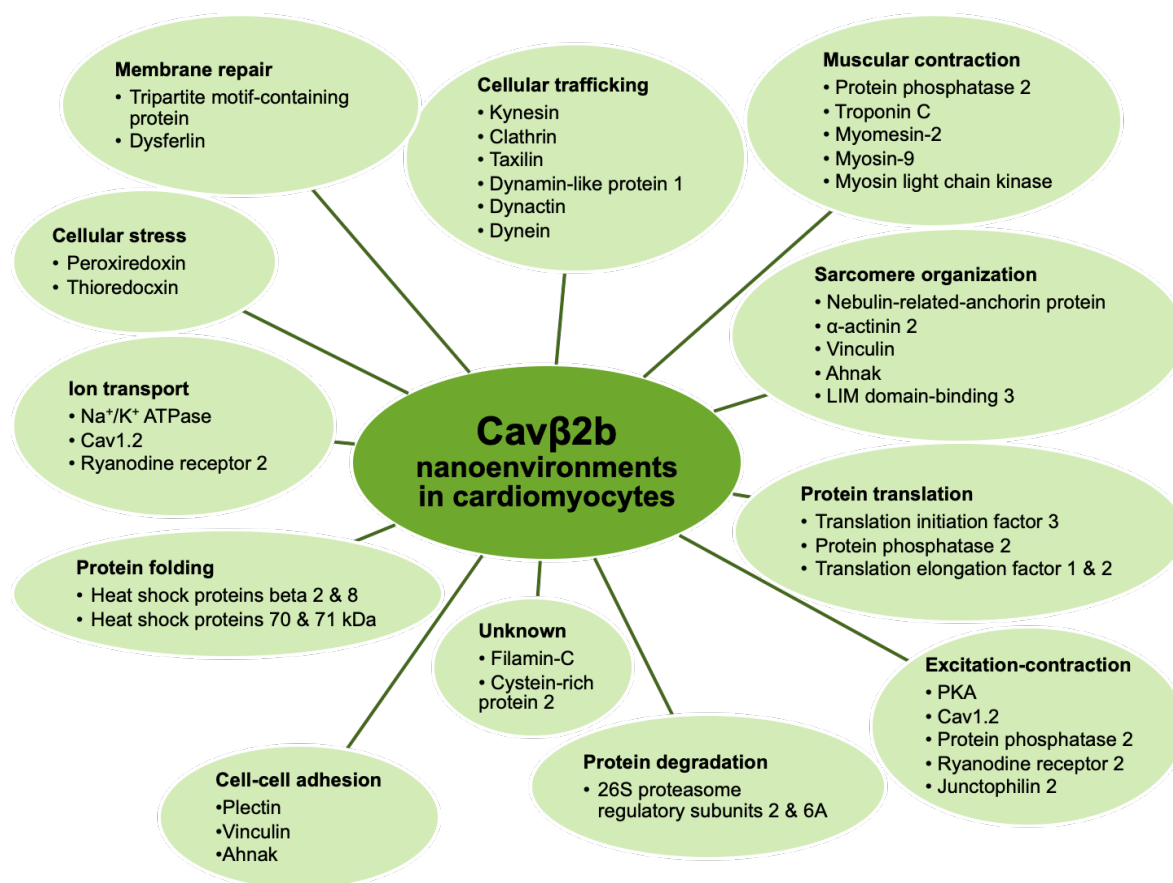 Membrane repair
• Tripartite motif-containing
protein
• Dysferlin
Cellular trafficking
• Kynesin
• Clathrin
• Taxilin
• Dynamin-like protein 1
• Dynactin
• Dynein
Muscular contraction
• Protein phosphatase 2
• Troponin C
• Myomesin-2
• Myosin-9
• Myosin light chain kinase
Cellular stress
• Peroxiredoxin
• Thioredocxin
Sarcomere organization
• Nebulin-related-anchorin protein
• α-actinin 2
• Vinculin
• Ahnak
• LIM domain-binding 3
Ion transport
• Na⁺/K⁺ ATPase
• Cav1.2
• Ryanodine receptor 2
Cavβ2b
nanoenvironments
in cardiomyocytes
Protein translation
• Translation initiation factor 3
• Protein phosphatase 2
• Translation elongation factor 1 & 2
Protein folding
• Heat shock proteins beta 2 & 8
• Heat shock proteins 70 & 71 kDa
Unknown
• Filamin-C
• Cystein-rich
protein 2
Excitation-contraction
• PKA
• Cav1.2
• Protein phosphatase 2
• Ryanodine receptor 2
• Junctophilin 2
Cell-cell adhesion
•Plectin
•Vinculin
•Ahnak
Protein degradation
• 26S proteasome
regulatory subunits 2 & 6A